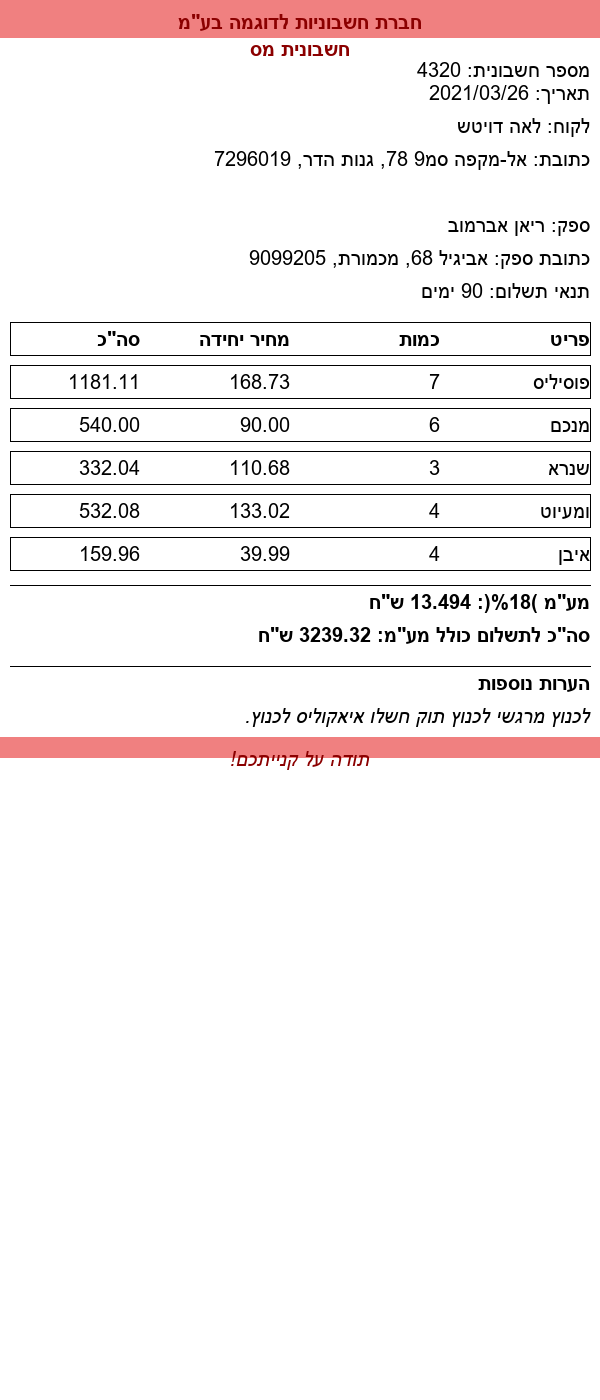 חברת חשבוניות לדוגמה בע"מ
חשבונית מס
מספר חשבונית: 4320
תאריך: 2021/03/26
לקוח: לאה דויטש
כתובת: אל-מקפה סמ9 78, גנות הדר, 7296019
ספק: ריאן אברמוב
כתובת ספק: אביגיל 68, מכמורת, 9099205
תנאי תשלום: 90 ימים
פריט כמות מחיר יחידה סה"כ
פוסיליס 7 168.73 1181.11
מנכם 6 90.00 540.00
שנרא 3 110.68 332.04
ומעיוט 4 133.02 532.08
איבן 4 39.99 159.96
מע"מ )18%(: 13.494 ש"ח
סה"כ לתשלום כולל מע"מ: 3239.32 ש"ח
הערות נוספות
לכנוץ מרגשי לכנוץ תוק חשלו איאקוליס לכנוץ.
תודה על קנייתכם!